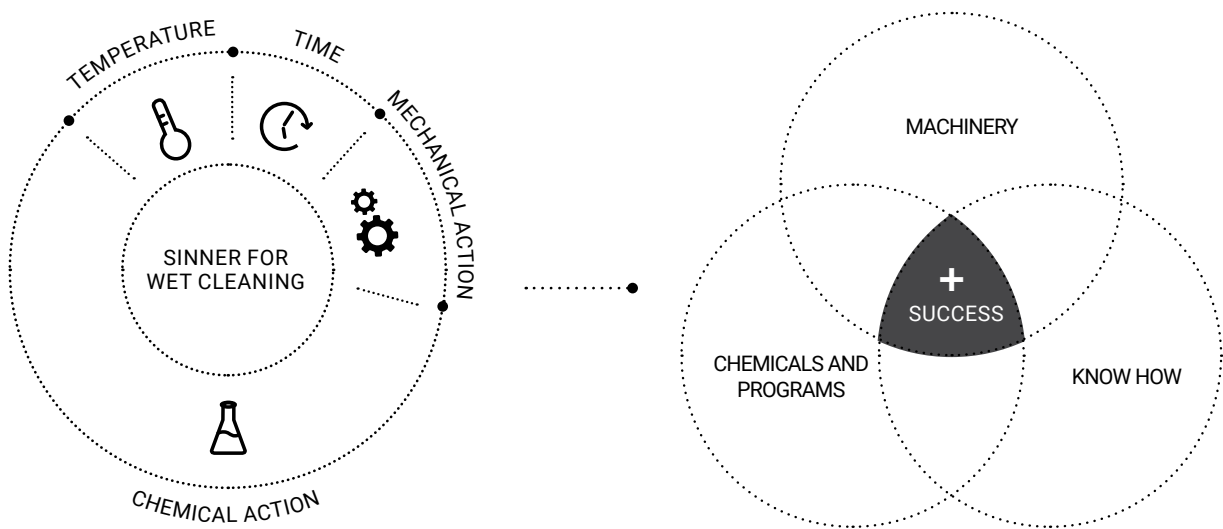 TEMPERATURE
TIME
MECHANICAL ACTION
SINNER FOR
WET CLEANING
CHEMICAL ACTION
MACHINERY
+
SUCCESS
CHEMICALS AND
PROGRAMS
KNOW HOW